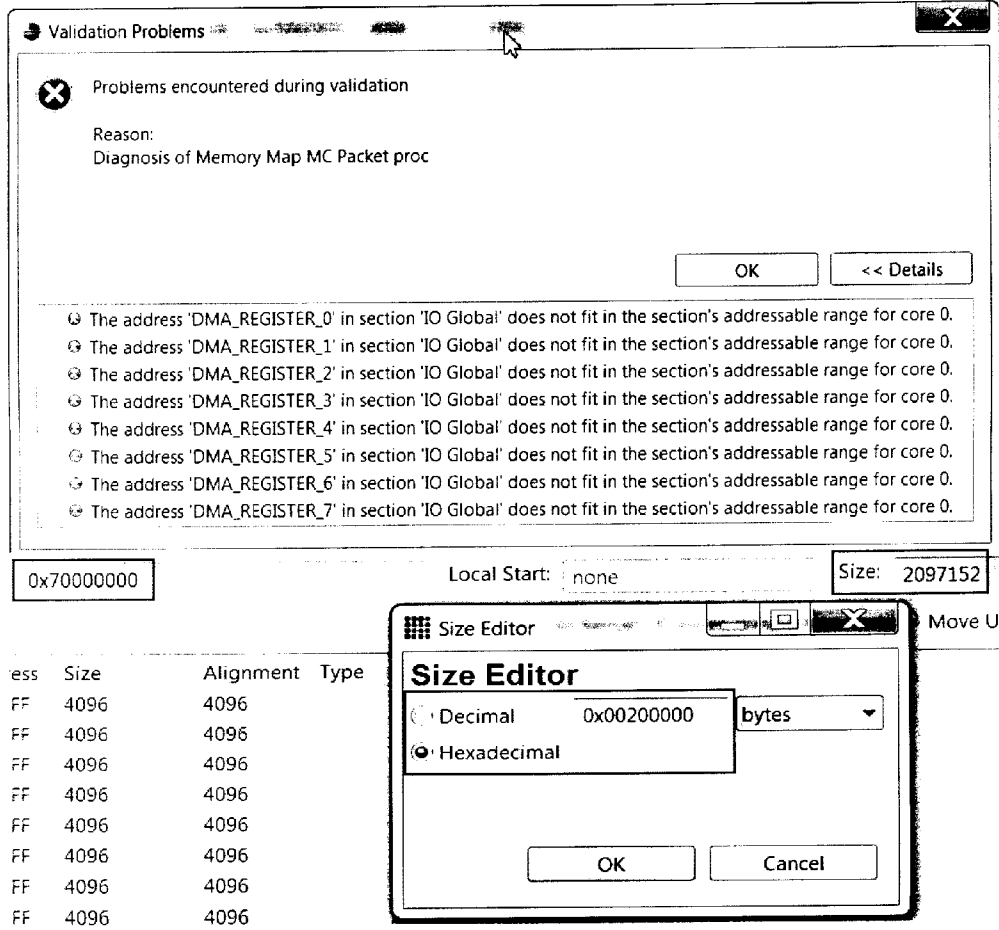 Validation Problems
Problems encountered during validation
Reason:
Diagnosis of Memory Map MC Packet proc
OK
<< Details
The address 'DMA_REGISTER_0' in section 'IO Global' does not fit in the section's addressable range for core 0.
The address 'DMA_REGISTER_1' in section 'IO Global' does not fit in the section's addressable range for core 0.
The address 'DMA_REGISTER_2' in section 'IO Global' does not fit in the section's addressable range for core 0.
The address 'DMA_REGISTER_3' in section 'IO Global' does not fit in the section's addressable range for core 0.
The address 'DMA_REGISTER_4' in section 'IO Global' does not fit in the section's addressable range for core 0.
The address 'DMA_REGISTER_5' in section 'IO Global' does not fit in the section's addressable range for core 0.
The address 'DMA_REGISTER_6' in section 'IO Global' does not fit in the section's addressable range for core 0.
The address 'DMA_REGISTER_7' in section 'IO Global' does not fit in the section's addressable range for core 0.
0x70000000 Local Start: none Size: 2097152
Size Editor
Move U
ess Size Alignment Type
Size Editor
FF 4096 4096
Decimal 0x00200000 bytes
FF 4096 4096
Hexadecimal
FF 4096 4096
FF 4096 4096
FF 4096 4096
FF 4096 4096
OK Cancel
FF 4096 4096
FF 4096 4096